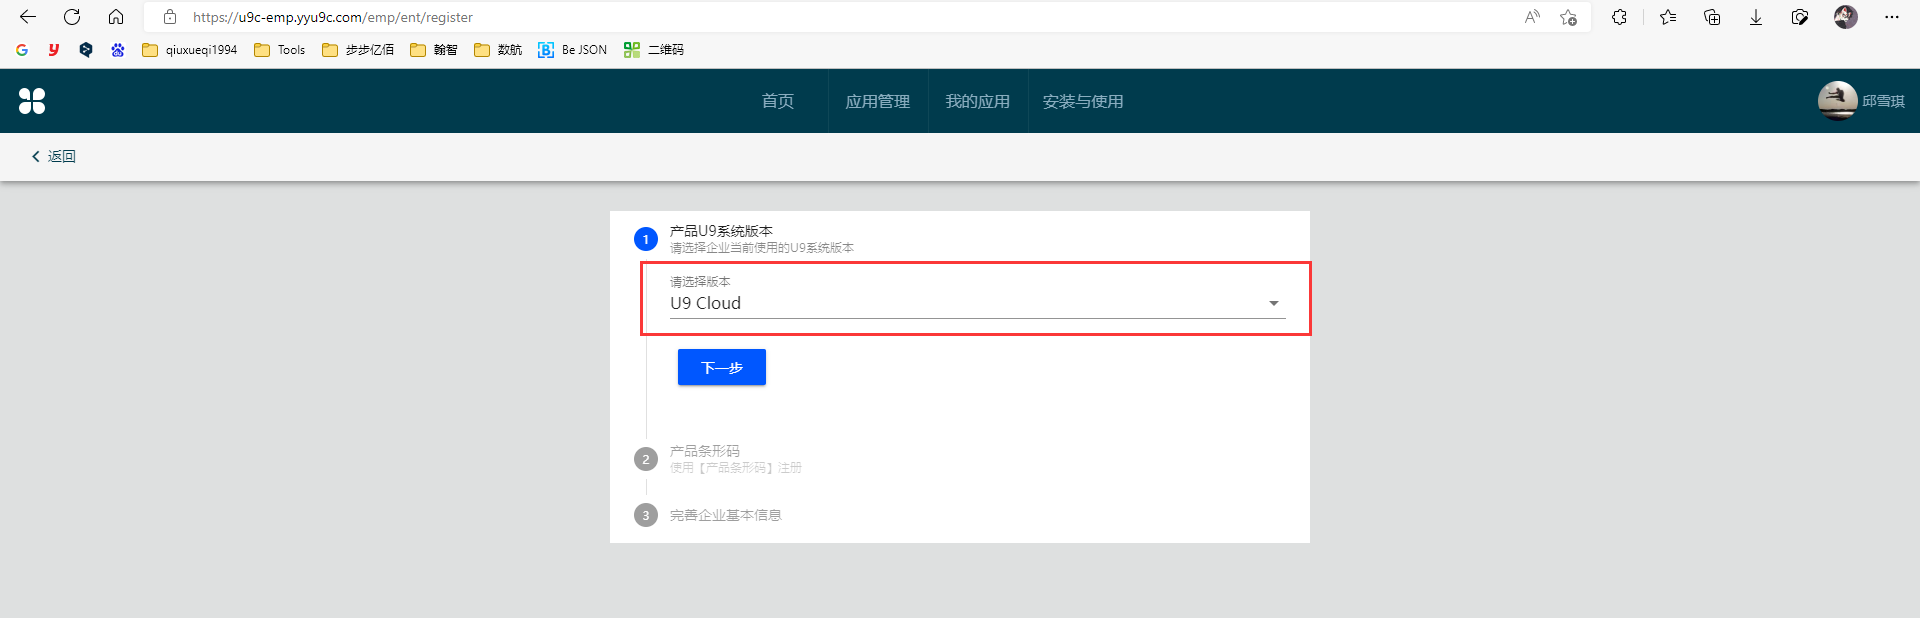 https://u9c-emp.yyu9c.com/emp/ent/register
qiuxueqi1994 Tools 步步亿佰 翰智 数航 Be JSON 二维码
首页 应用管理 我的应用 安装与使用 邱雪琪
返回
1 产品U9系统版本
请选择企业当前使用的U9系统版本
请选择版本
U9 Cloud
下一步
2 产品条形码
使用【产品条形码】注册
3 完善企业基本信息